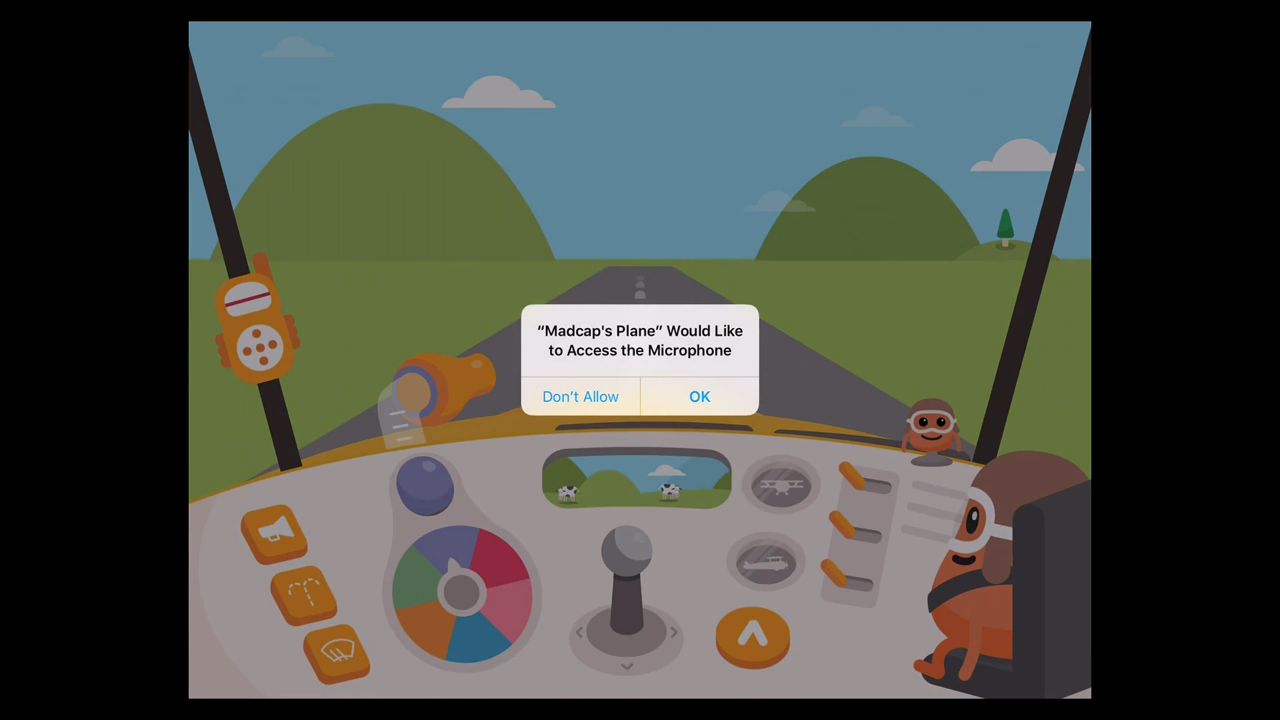 “Madcap's Plane” Would Like
to Access the Microphone
Don’t Allow
OK